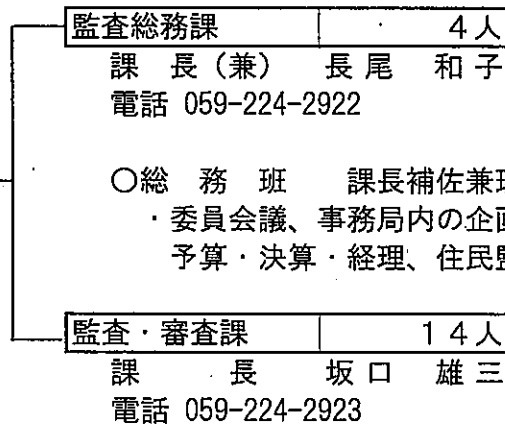 監査総務課 4人
課 長（兼） 長尾 和子
電話 059-224-2922
○総 務 班 課長補佐兼
・委員会議、事務局内の企画
予算・決算・経理、住民監
監査・審査課 14人
課 長 坂口 雄三
電話 059-224-2923